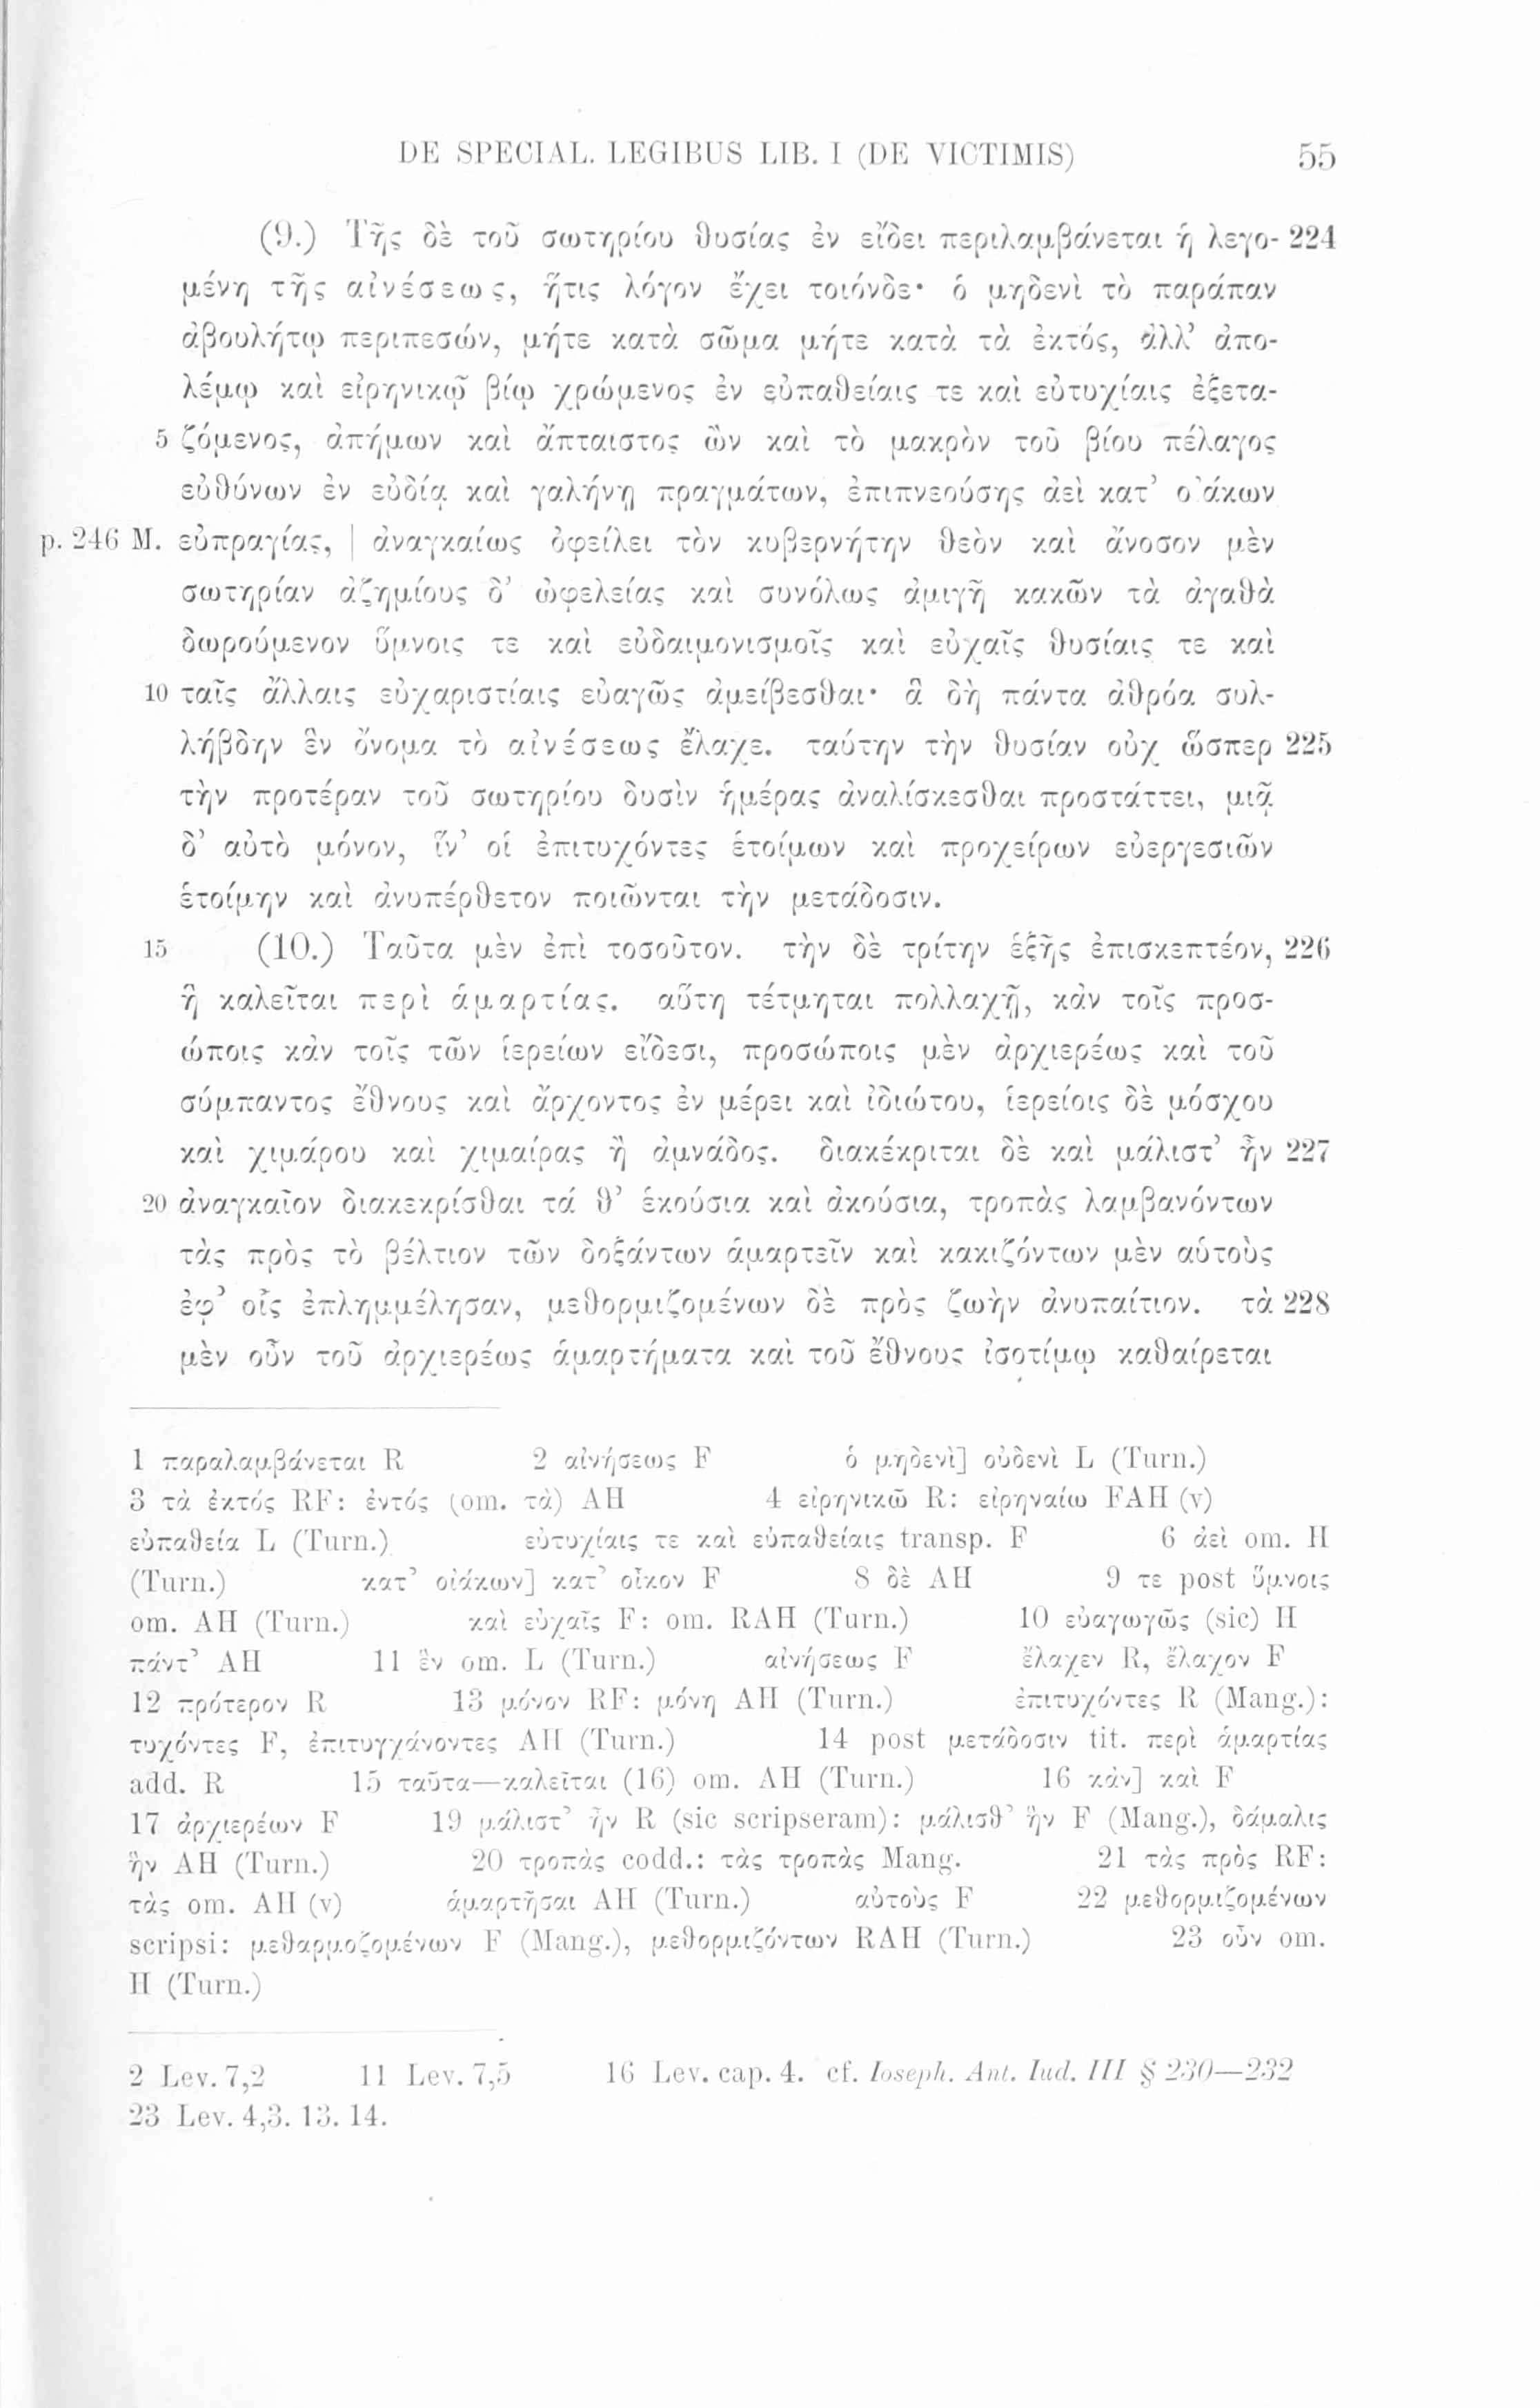 DE SPECIAL. LEGIBUS LIB. I (DE VICTIMIS) 55
(9.) Τῆς δὲ τοῦ σωτηρίου θυσίας ἐν εἴδει περιλαμβάνεται ἡ λεγο- 224
μένη τῆς αἰνέσεως, ἥτις λόγον ἔχει τοιόνδε· ὁ μηδενὶ τὸ παράπαν
ἀβουλήτῳ περιπεσών, μήτε κατὰ σῶμα μήτε κατὰ τὰ ἐκτός, ἀλλ’ ἀπο-
λέμῳ καὶ εἰρηνικῷ βίῳ χρώμενος ἐν εὐπαθείαις τε καὶ εὐτυχίαις ἐξετα-
5 ζόμενος, ἀπήμων καὶ ἄπταιστος ὢν καὶ τὸ μακρὸν τοῦ βίου πέλαγος
εὐθύνων ἐν εὐδίᾳ καὶ γαλήνῃ πραγμάτων, ἐπιπνεούσης ἀεὶ κατ’ οἰάκων
p. 246 M. εὐπραγίας, | ἀναγκαίως ὀφείλει τὸν κυβερνήτην θεὸν καὶ ἄνοσον μὲν
σωτηρίαν ἀζημίους δ’ ὠφελείας καὶ συνόλως ἀμιγῆ κακῶν τὰ ἀγαθὰ
δωρούμενον ὕμνοις τε καὶ εὐδαιμονισμοῖς καὶ εὐχαῖς θυσίαις τε καὶ
10 ταῖς ἄλλαις εὐχαριστίαις εὐαγῶς ἀμείβεσθαι· ἃ δὴ πάντα ἀθρόα συλ-
λήβδην ἓν ὄνομα τὸ αἰνέσεως ἔλαχε. ταύτην τὴν θυσίαν οὐχ ὥσπερ 225
τὴν προτέραν τοῦ σωτηρίου δυσὶν ἡμέραις ἀναλίσκεσθαι προστάττει, μιᾷ
δ’ αὐτὸ μόνον, ἵν’ οἱ ἐπιτυχόντες ἑτοίμων καὶ προχείρων εὐεργεσιῶν
ἑτοίμην καὶ ἀνυπέρθετον ποιῶνται τὴν μετάδοσιν.
15 (10.) Ταῦτα μὲν ἐπὶ τοσοῦτον. τὴν δὲ τρίτην ἑξῆς ἐπισκεπτέον, 226
ἣ καλεῖται περὶ ἁμαρτίας. αὕτη τέτμηται πολλαχῇ, κἀν τοῖς προσ-
ώποις κἀν τοῖς τῶν ἱερείων εἴδεσι, προσώποις μὲν ἀρχιερέως καὶ τοῦ
σύμπαντος ἔθνους καὶ ἄρχοντος ἐν μέρει καὶ ἰδιώτου, ἱερείοις δὲ μόσχου
καὶ χιμάρου καὶ χιμαίρας ἢ ἀμνάδος. διακέκριται δὲ καὶ μάλιστ’ ἦν 227
20 ἀναγκαῖον διακεκρίσθαι τά θ’ ἑκούσια καὶ ἀκούσια, τροπὰς λαμβανόντων
τὰς πρὸς τὸ βέλτιον τῶν δοξάντων ἁμαρτεῖν καὶ κακιζόντων μὲν αὑτοὺς
ἐφ’ οἷς ἐπλημμέλησαν, μεθορμιζομένων δὲ πρὸς ζωὴν ἀνυπαίτιον. τὰ 228
μὲν οὖν τοῦ ἀρχιερέως ἁμαρτήματα καὶ τοῦ ἔθνους ἰσοτίμῳ καθαίρεται
1 παραλαμβάνεται R 2 αἰνήσεως F ὁ μηδενὶ] οὐδενὶ L (Turn.)
3 τὰ ἐκτός RF: ἐντός (om. τὰ) AH 4 εἰρηνικῶ R: εἰρηναίω FAH (v)
εὐπαθεία L (Turn.) εὐτυχίαις τε καὶ εὐπαθείαις transp. F 6 ἀεὶ om. H
(Turn.) κατ’ οἰάκων] κατ’ οἶκον F 8 δὲ AH 9 τε post ὕμνοις
om. AH (Turn.) καὶ εὐχαῖς F: om. RAH (Turn.) 10 εὐαγωγῶς (sic) H
πάντ’ AH 11 ἓν om. L (Turn.) αἰνήσεως F ἔλαχεν R, ἔλαχον F
12 πρότερον R 13 μόνον RF: μόνη AH (Turn.) ἐπιτυχόντες R (Mang.):
τυχόντες F, ἐπιτυγχάνοντες AH (Turn.) 14 post μετάδοσιν tit. περὶ ἁμαρτίας
add. R 15 ταῦτα—καλεῖται (16) om. AH (Turn.) 16 κἀν] καὶ F
17 ἀρχιερέων F 19 μάλιστ’ ἦν R (sic scripseram): μάλισθ’ ἣν F (Mang.), δάμαλις
ἣν AH (Turn.) 20 τροπὰς codd.: τὰς τροπὰς Mang. 21 τὰς πρὸς RF:
τὰς om. AH (v) ἁμαρτῆσαι AH (Turn.) αὐτοὺς F 22 μεθορμιζομένων
scripsi: μεθαρμοζομένων F (Mang.), μεθορμιζόντων RAH (Turn.) 23 οὖν om.
H (Turn.)
2 Lev. 7,2 11 Lev. 7,5 16 Lev. cap. 4. cf. Ioseph. Ant. Iud. III § 230—232
23 Lev. 4,3. 13. 14.